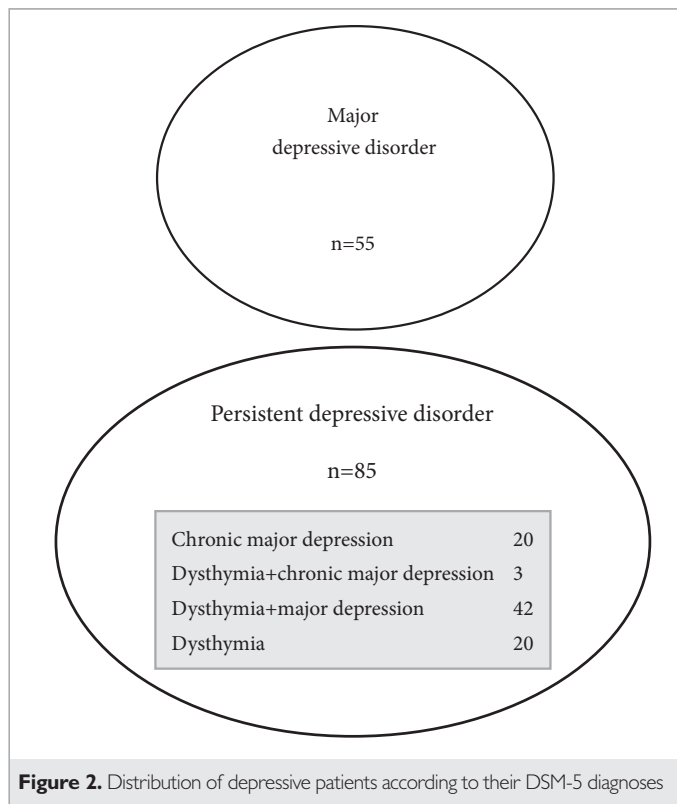 Major
depressive disorder
n=55
Persistent depressive disorder
n=85
Chronic major depression 20
Dysthymia+chronic major depression 3
Dysthymia+major depression 42
Dysthymia 20
Figure 2. Distribution of depressive patients according to their DSM-5 diagnoses